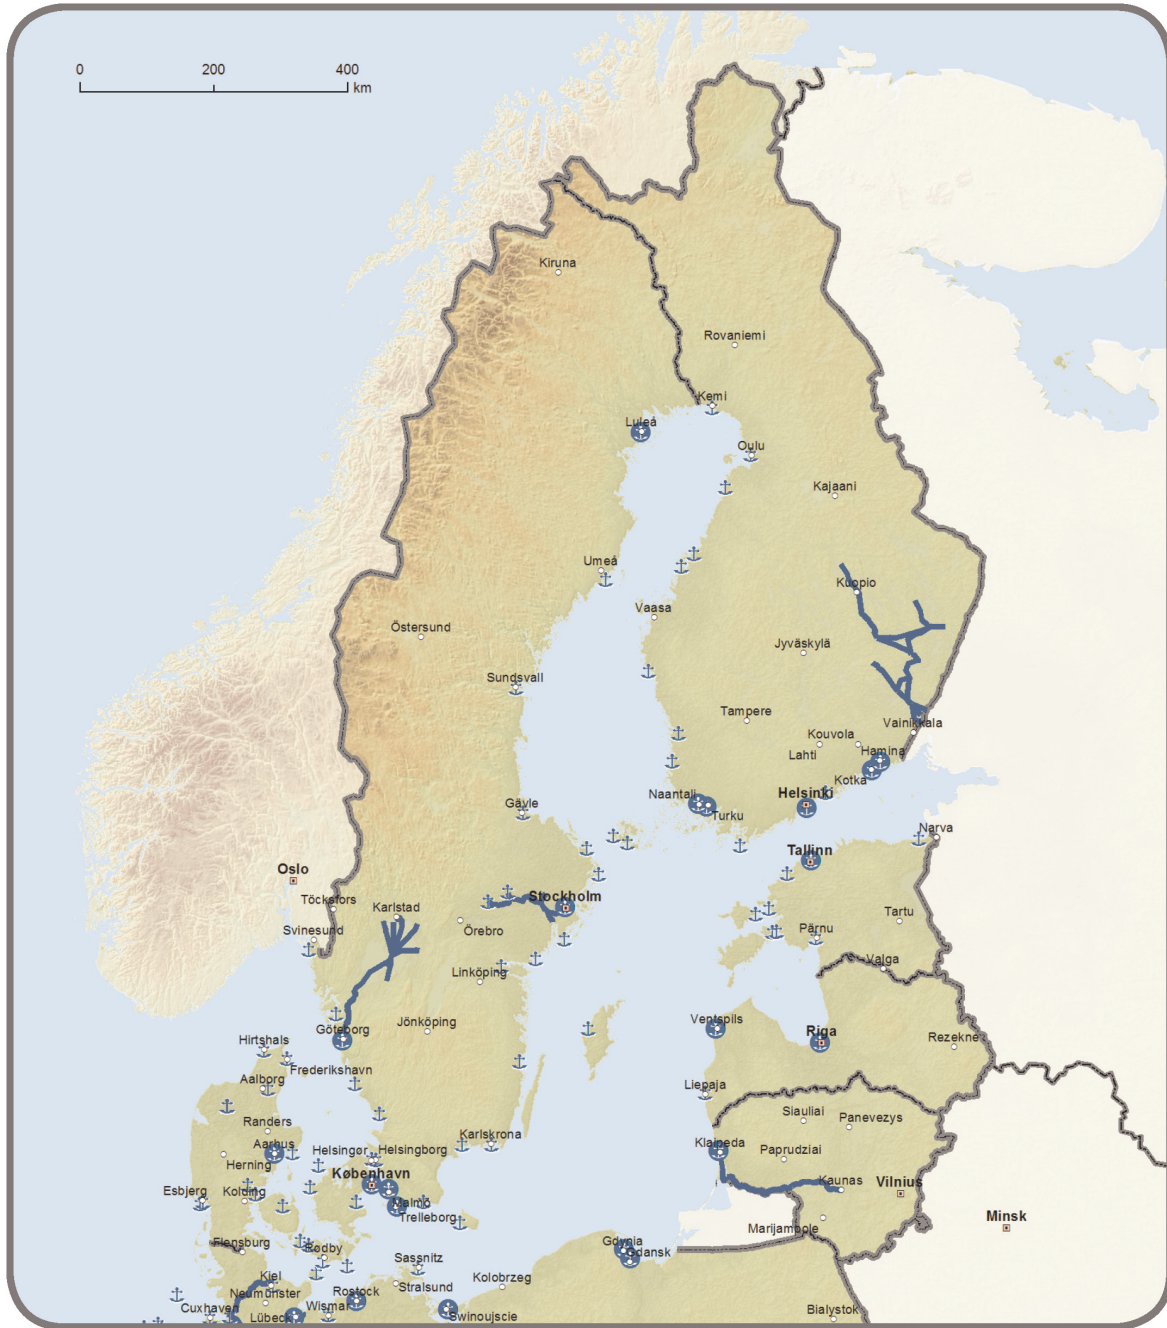 0 200 400
km
Kiruna
Rovaniemi
Kemi
Luleå
Oulu
Kajaani
Umeå
Kuppio
Vaasa
Östersund
Jyväskylä
Sundsvall
Tampere
Vainikkala
Kouvola
Lahti
Hamina
Kotka
Naantali
Helsinki
Gävle
Turku
Narva
Tallinn
Oslo
Töcksfors
Karlstad
Stockholm
Örebro
Tartu
Svinesund
Pärnu
Valga
Linköping
Göteborg
Jönköping
Ventspils
Riga
Rezekne
Hirtshals
Frederikshavn
Aalborg
Liepaja
Randers
Siauliai
Panevezys
Aarhus
Helsingør
Helsingborg
Karlskrona
Klaipeda
Paprudziai
Herning
København
Kaunas
Vilnius
Esbjerg
Kolding
Malmö
Trelleborg
Marijampole
Minsk
Flensburg
Rødby
Gdynia
Gdansk
Sassnitz
Kiel
Stralsund
Kolobrzeg
Neumünster
Rostock
Cuxhaven
Lübeck
Wismar
Swinoujscie
Bialystok